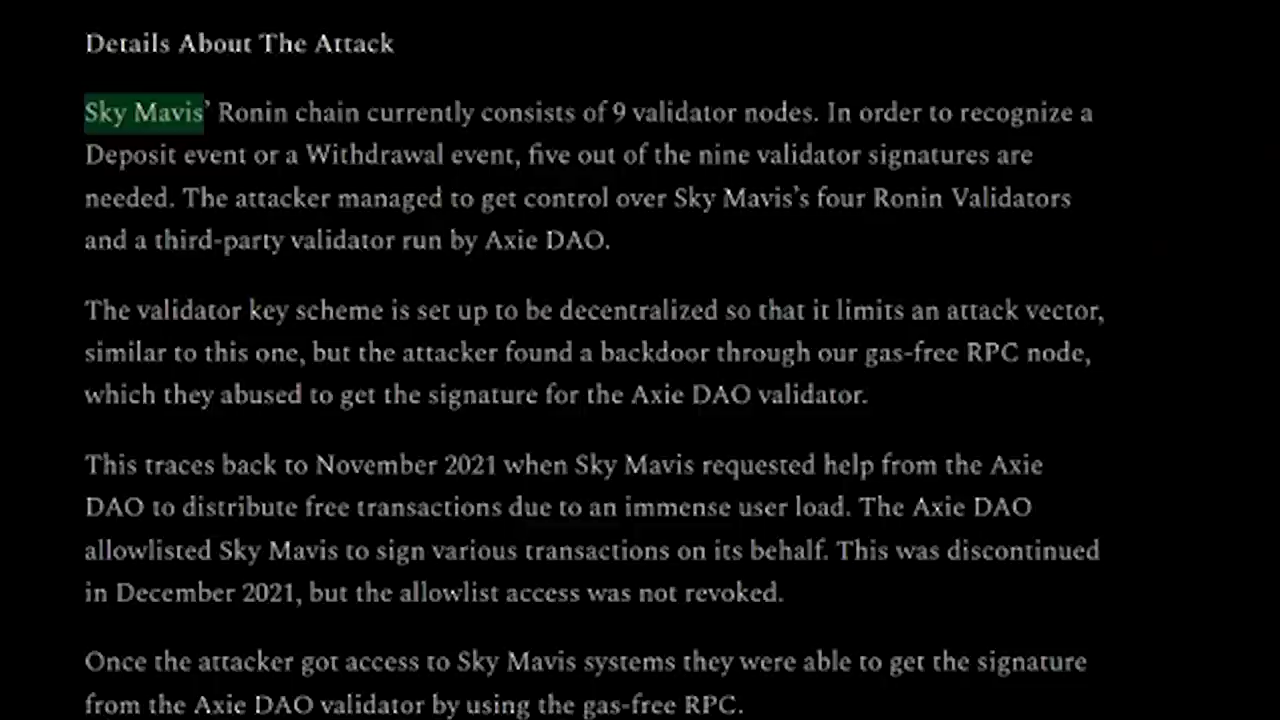 Details About The Attack
Sky Mavis’ Ronin chain currently consists of 9 validator nodes. In order to recognize a
Deposit event or a Withdrawal event, five out of the nine validator signatures are
needed. The attacker managed to get control over Sky Mavis’s four Ronin Validators
and a third-party validator run by Axie DAO.
The validator key scheme is set up to be decentralized so that it limits an attack vector,
similar to this one, but the attacker found a backdoor through our gas-free RPC node,
which they abused to get the signature for the Axie DAO validator.
This traces back to November 2021 when Sky Mavis requested help from the Axie
DAO to distribute free transactions due to an immense user load. The Axie DAO
allowlisted Sky Mavis to sign various transactions on its behalf. This was discontinued
in December 2021, but the allowlist access was not revoked.
Once the attacker got access to Sky Mavis systems they were able to get the signature
from the Axie DAO validator by using the gas-free RPC.